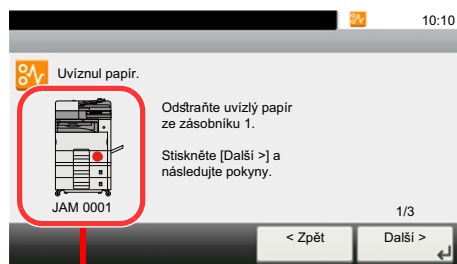 10:10
Uvíznul papír.
Odstraňte uvízlý papír
ze zásobníku 1.
Stiskněte [Další >] a
následujte pokyny.
JAM 0001
1/3
< Zpět
Další >